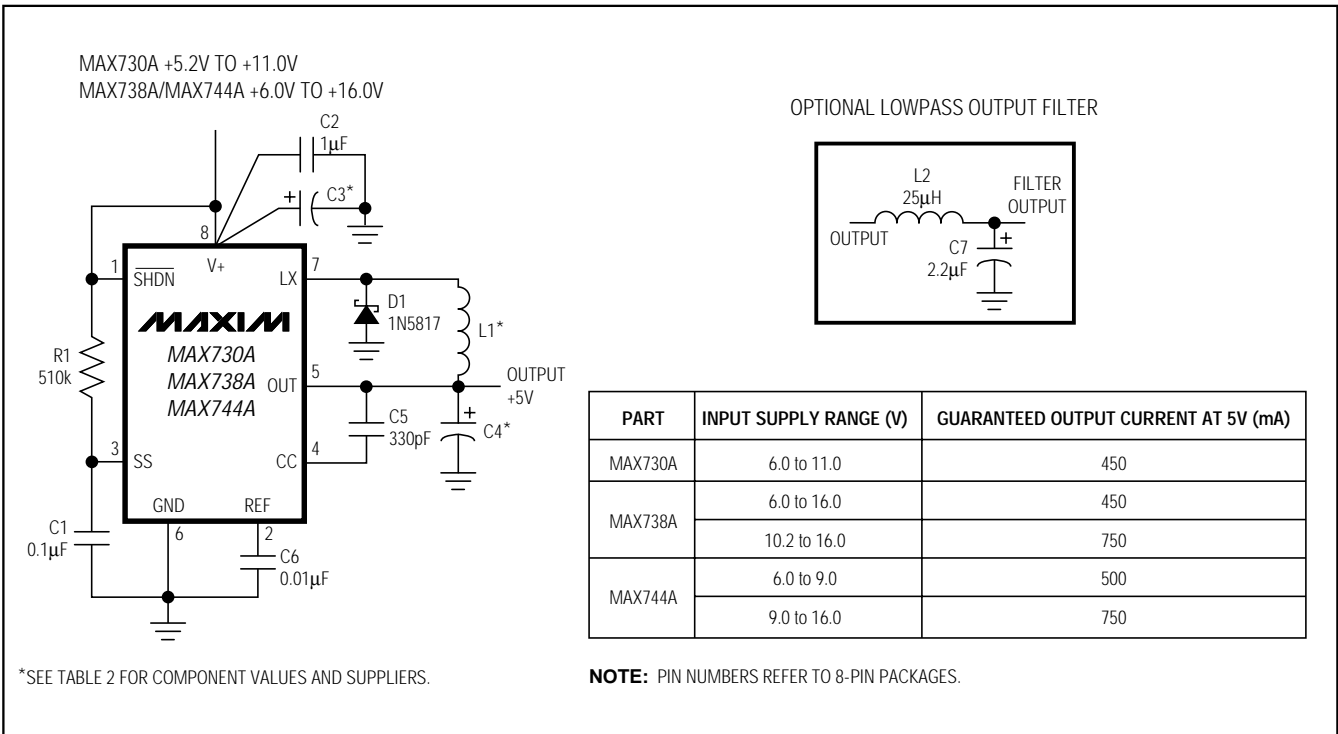 MAX730A +5.2V TO +11.0V
MAX738A/MAX744A +6.0V TO +16.0V
C2
1µF
+
C3*
8
1
V+
7
SHDN
LX
MAXIM
D1
1N5817
L1*
R1
510k
MAX730A
MAX738A
MAX744A
OUT
5
OUTPUT
+5V
C5
330pF
+
C4*
3
SS
CC
4
GND
REF
C1
0.1µF
6
2
C6
0.01µF
*SEE TABLE 2 FOR COMPONENT VALUES AND SUPPLIERS.
OPTIONAL LOWPASS OUTPUT FILTER
L2
25µH
FILTER
OUTPUT
OUTPUT
C7
2.2µF
+
PART INPUT SUPPLY RANGE (V) GUARANTEED OUTPUT CURRENT AT 5V (mA)
MAX730A 6.0 to 11.0 450
MAX738A 6.0 to 16.0 450
10.2 to 16.0 750
MAX744A 6.0 to 9.0 500
9.0 to 16.0 750
NOTE: PIN NUMBERS REFER TO 8-PIN PACKAGES.